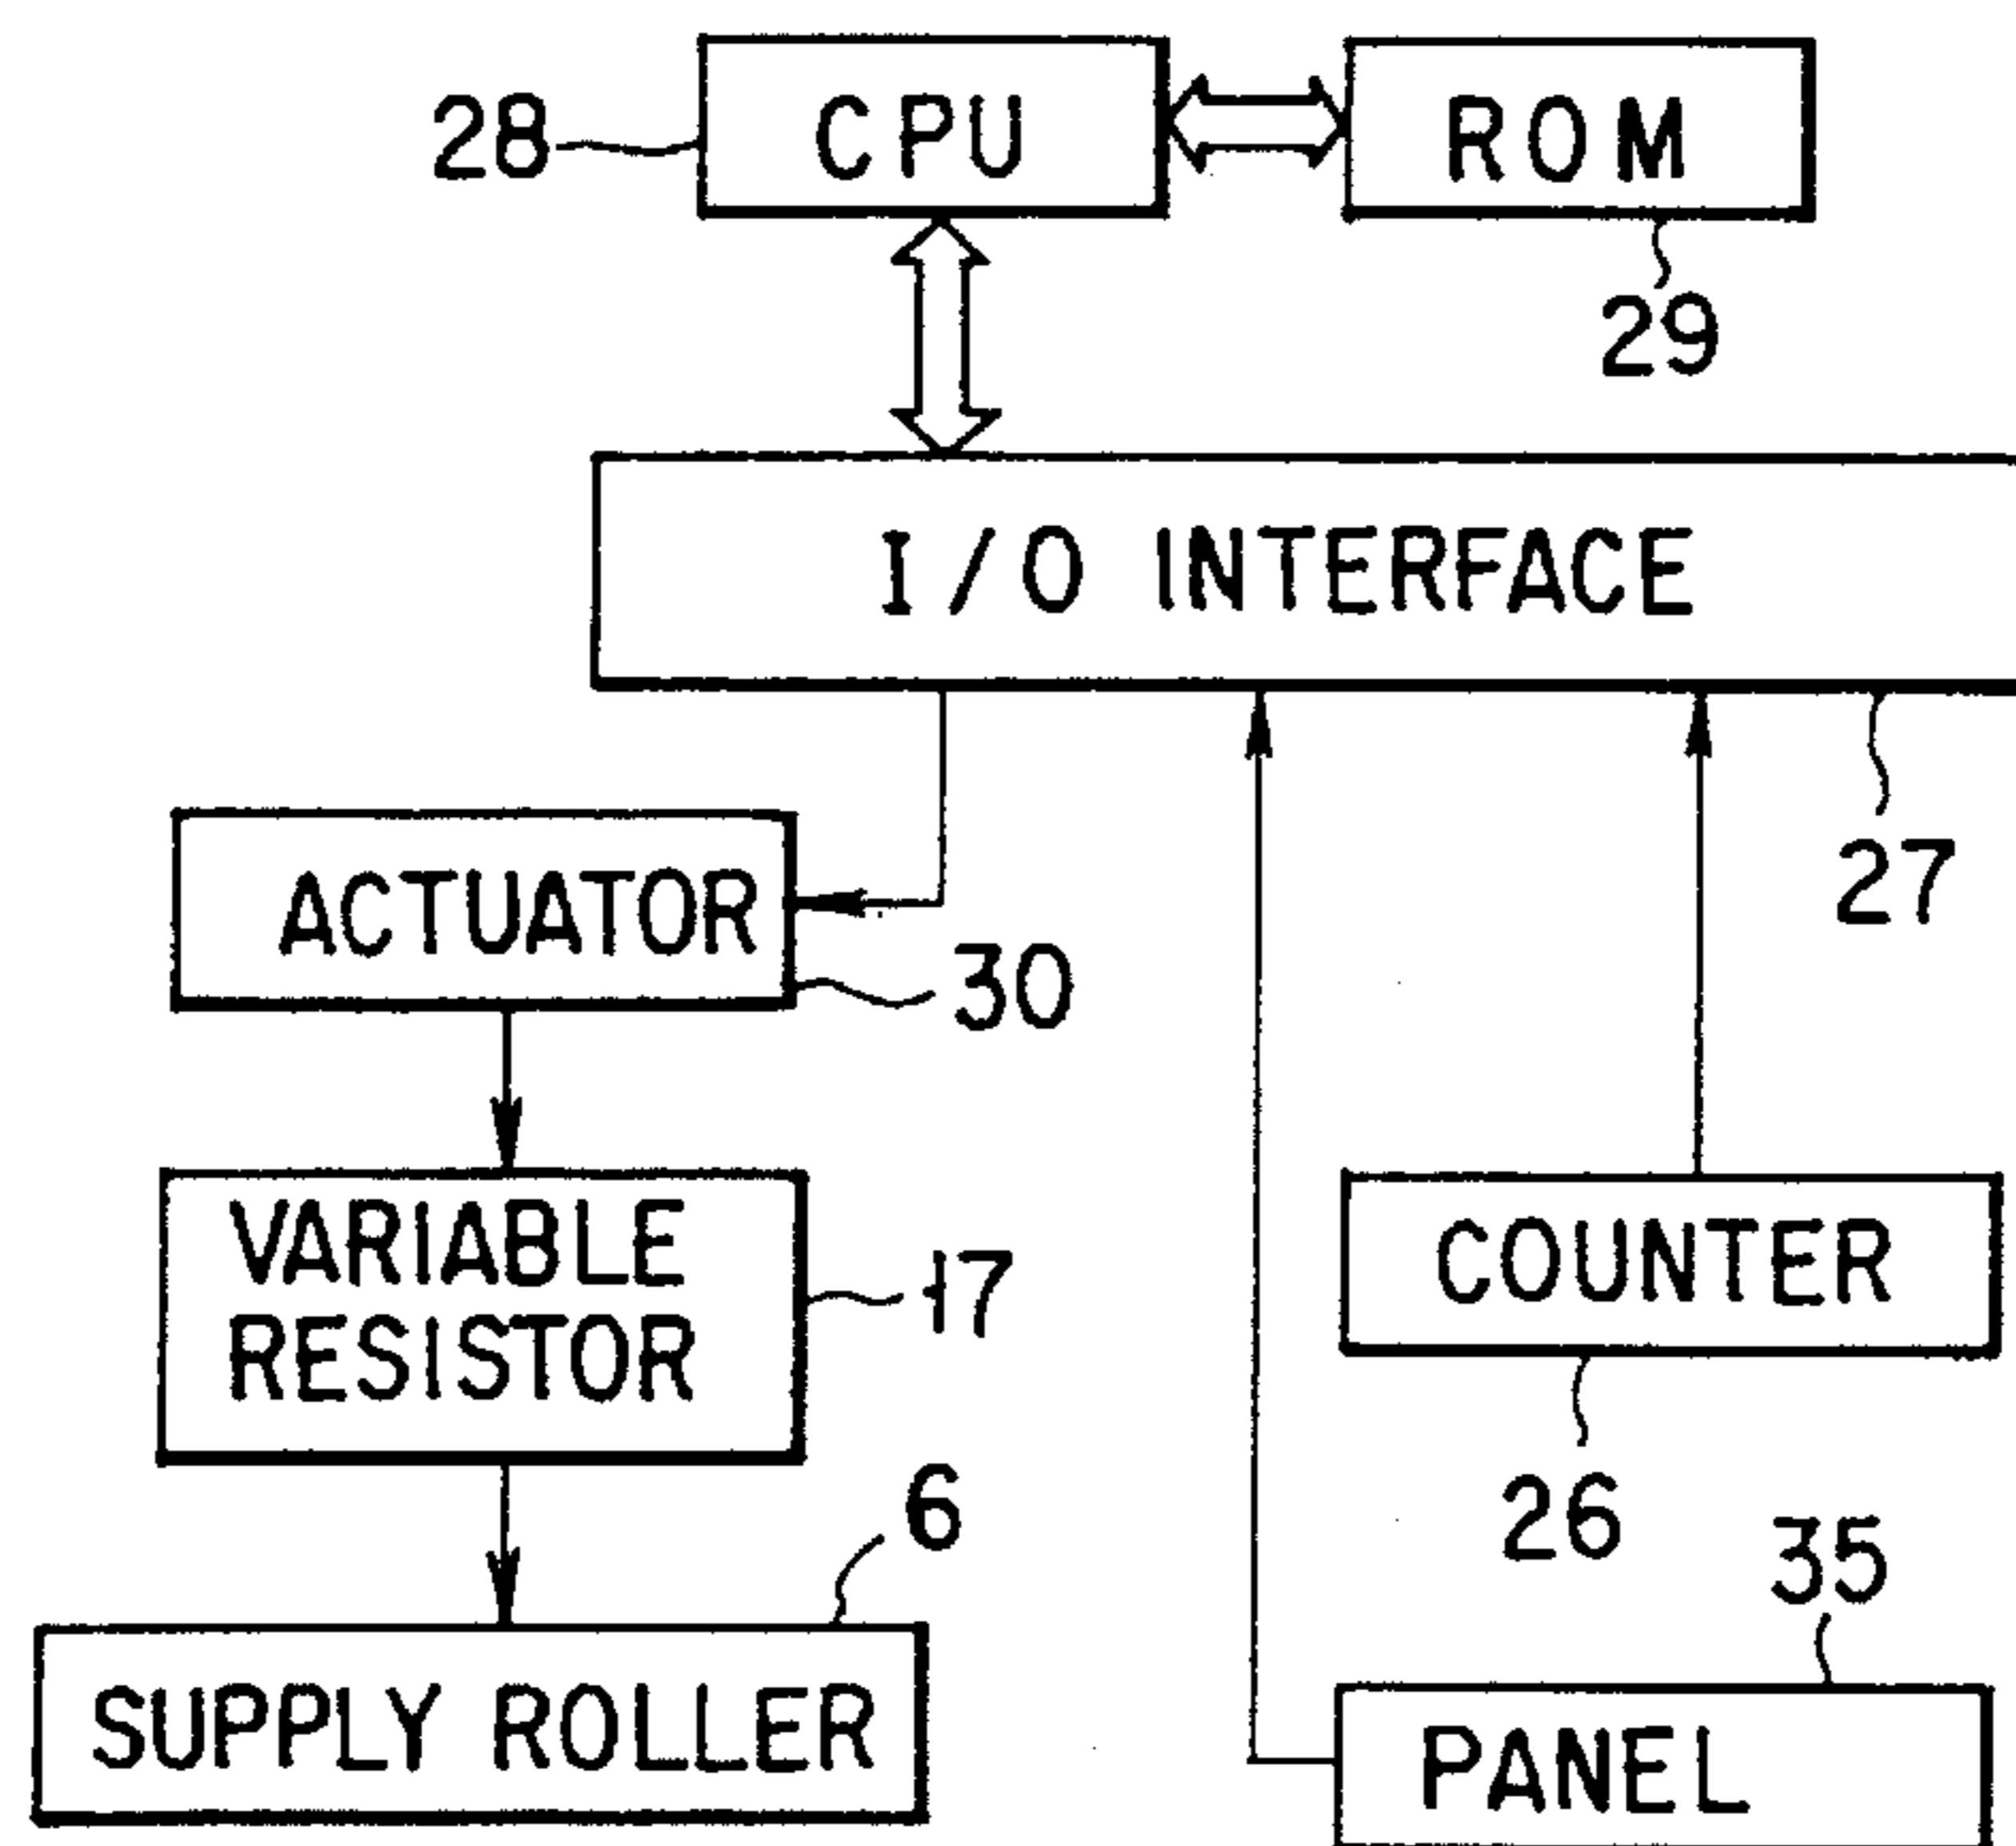 28
CPU
ROM
29
I/O INTERFACE
27
ACTUATOR
30
VARIABLE
RESISTOR
17
COUNTER
26
6
35
SUPPLY ROLLER
PANEL